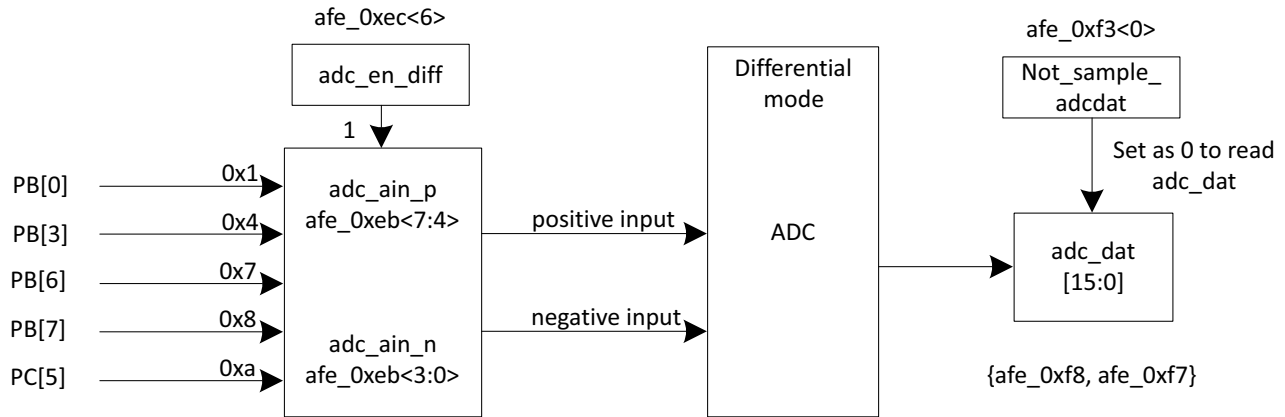 afe_0xec<6>
adc_en_diff
1
PB[0]
0x1
PB[3]
0x4
PB[6]
0x7
PB[7]
0x8
PC[5]
0xa
adc_ain_p
afe_0xeb<7:4>
adc_ain_n
afe_0xeb<3:0>
positive input
negative input
Differential
mode
ADC
afe_0xf3<0>
Not_sample_
adcdat
Set as 0 to read
adc_dat
adc_dat
[15:0]
{afe_0xf8, afe_0xf7}